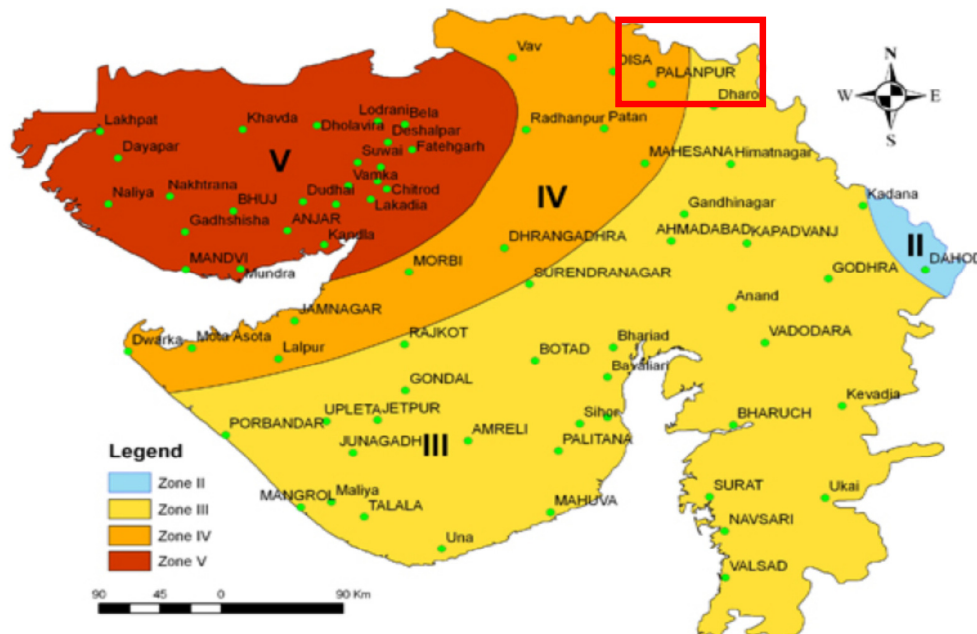 Vav
DISA
PALANPUR
N
W
E
S
Dharo
Lakhpat
Khavda
Lodrani
Bela
Dholavira
Deshalpar
Radhanpur
Patan
Dayapar
V
Suwai
Fatehgarh
MAHESANA
Himatnagar
Vamka
Naliya
Nakhtrana
BHUJ
Dudhai
Chitrod
IV
Kadana
Lakadia
Gadhshisha
ANJAR
Gandhinagar
Kandla
DHRANGADHRA
AHMADABAD
KAPADVANJ
II
MANDVI
Mundra
MORBI
SURENDRANAGAR
GODHRA
DAHOD
JAMNAGAR
Anand
Dwarka
Mota Asota
Lalpur
RAJKOT
BOTAD
Bhariad
VADODARA
GONDAL
Bavaliari
Kevadia
PORBANDAR
UPLETA
JETPUR
Sihor
BHARUCH
JUNAGADH
III
AMRELI
PALITANA
Legend
Zone II
Zone III
Zone IV
Zone V
MANGROL
Maliya
TALALA
MAHUVA
SURAT
Ukai
Una
NAVSARI
VALSAD
90 45 0 90 Km